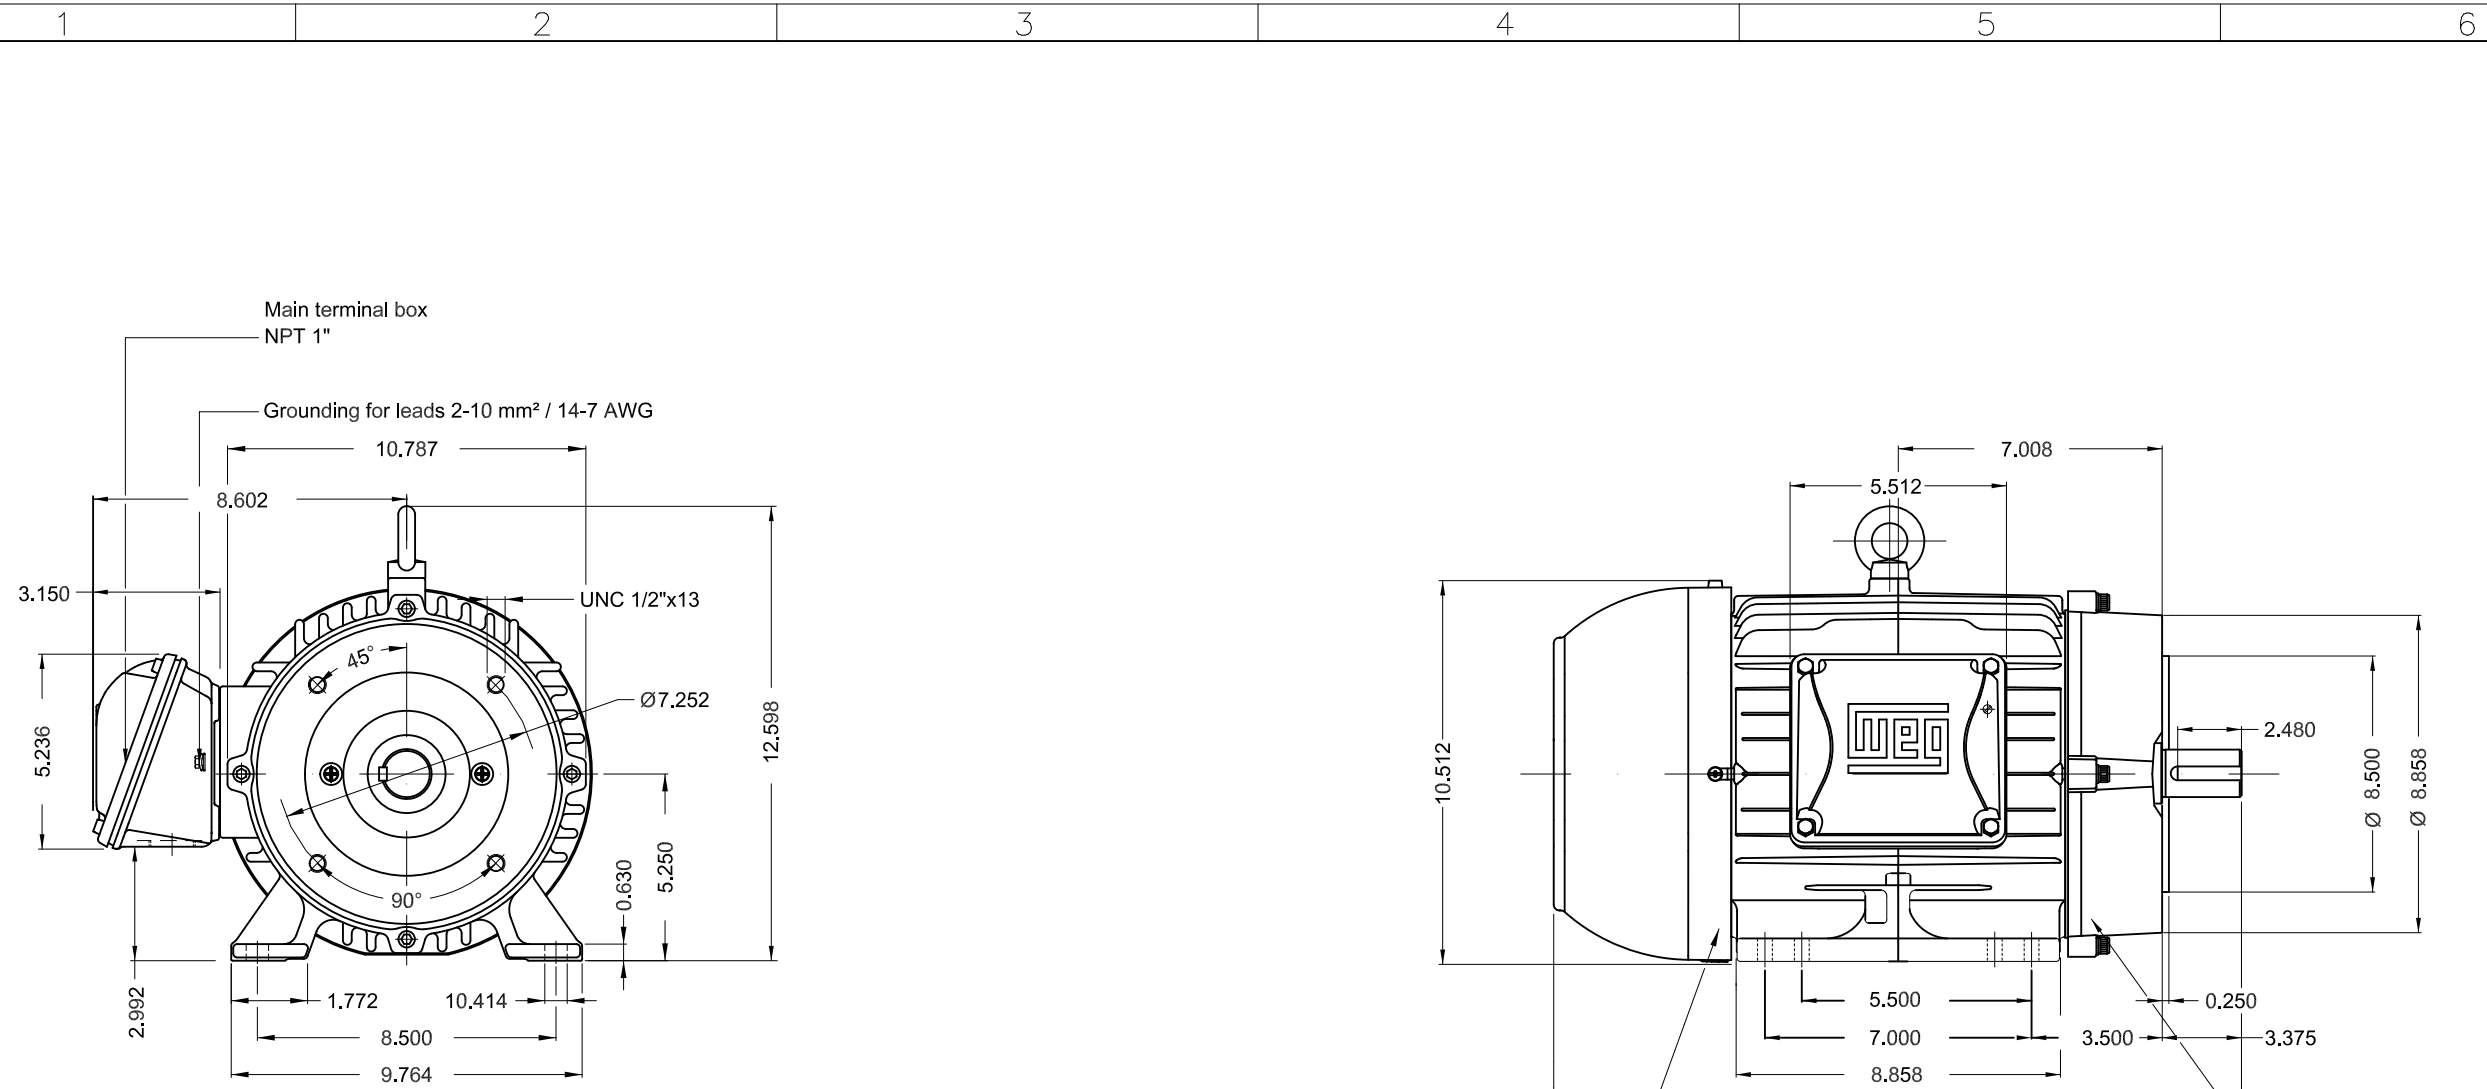 1 2 3 4 5 6
Main terminal box
NPT 1"
Grounding for leads 2-10 mm² / 14-7 AWG
10.787
8.602
3.150
UNC 1/2"x13
45°
Ø7.252
12.598
5.236
5.250
0.630
90°
2.992
1.772
10.414
8.500
9.764
7.008
5.512
10.512
weg
2.480
Ø 8.500
Ø 8.858
5.500
0.250
7.000
3.500
3.375
8.858